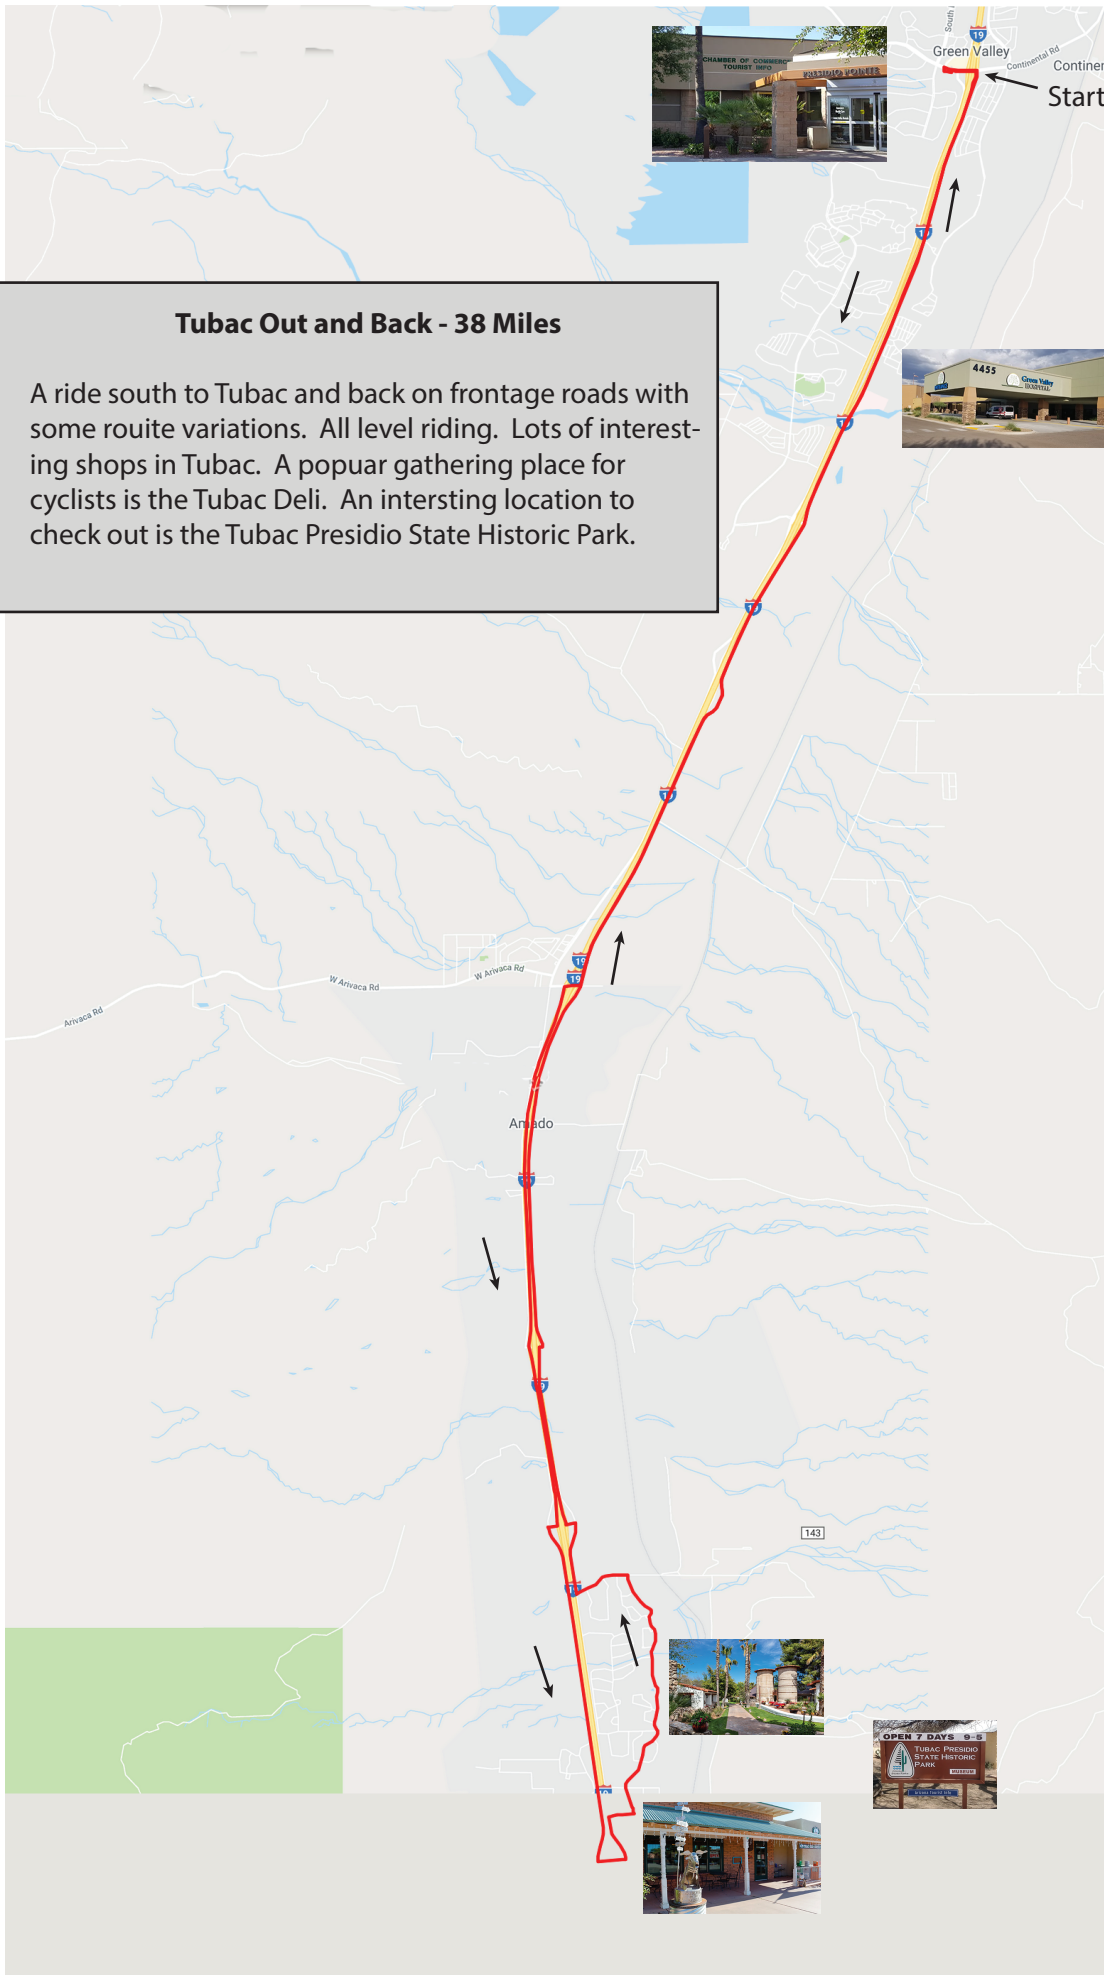 South
19
Green Valley
Continental Rd
Continen
Start
CHAMBER OF COMMERCE
TOURIST INFO
PRESIDIO POINTE
Tubac Out and Back - 38 Miles
A ride south to Tubac and back on frontage roads with
some rouite variations. All level riding. Lots of interest-
ing shops in Tubac. A popuar gathering place for
cyclists is the Tubac Deli. An intersting location to
check out is the Tubac Presidio State Historic Park.
4455
Green Valley
HOSPITAL
19
19
W Arivaca Rd
W Arivaca Rd
Arivaca Rd
Amado
143
OPEN 7 DAYS 9-5
TUBAC PRESIDIO
STATE HISTORIC
PARK
MUSEUM